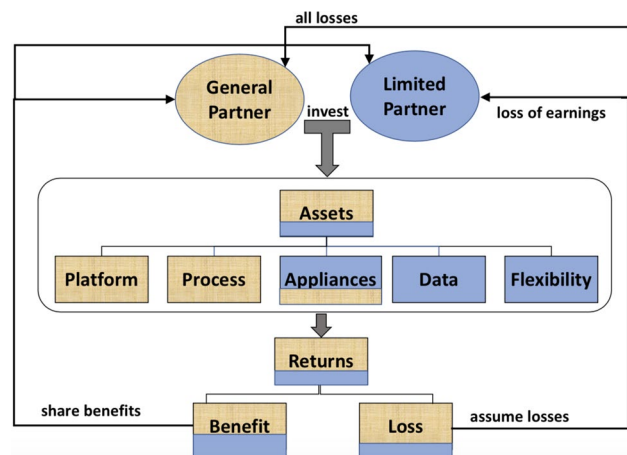 all losses
General
Partner
Limited
Partner
invest
loss of earnings
Assets
Platform
Process
Appliances
Data
Flexibility
Returns
share benefits
Benefit
Loss
assume losses